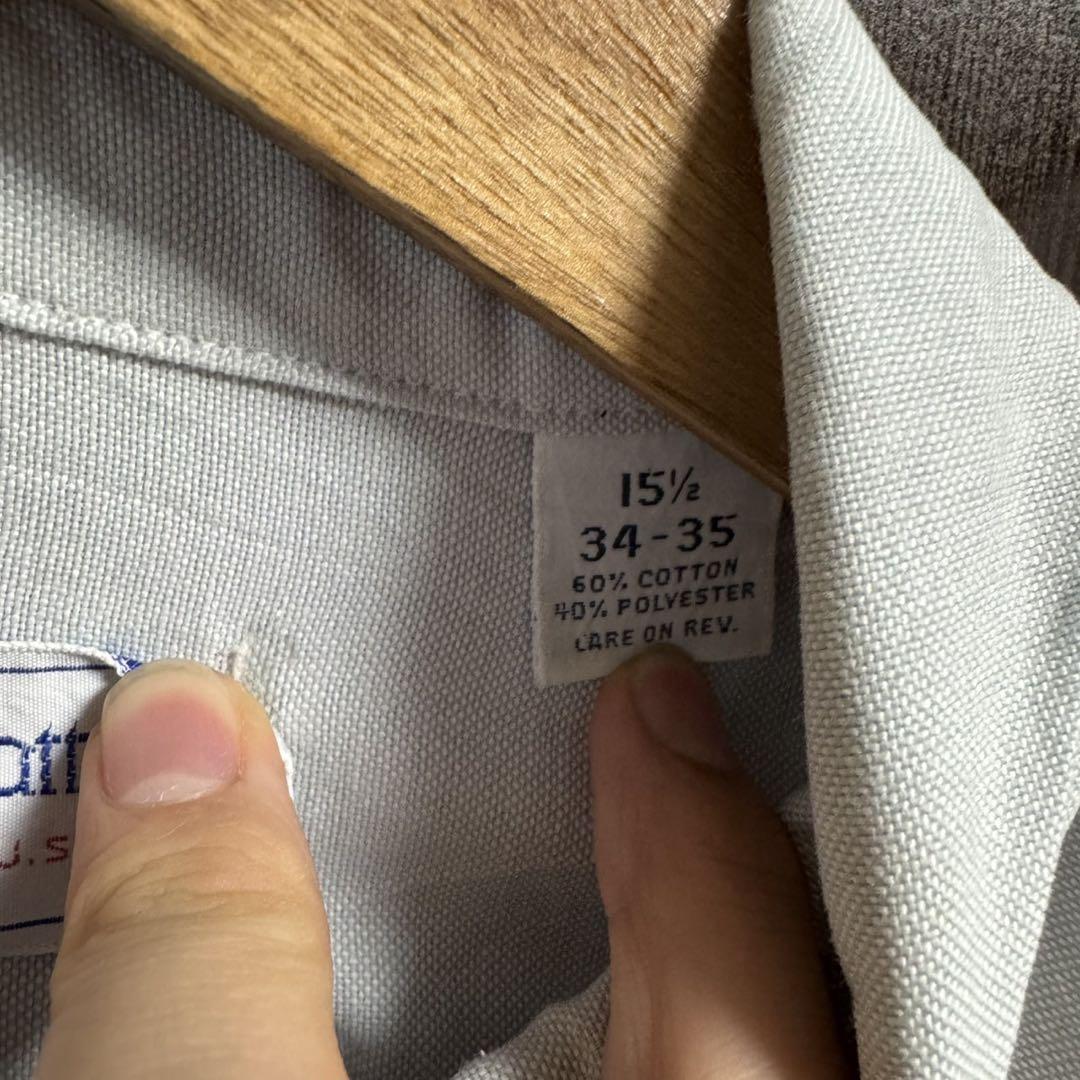 15½
34-35
60% COTTON
40% POLYESTER
CARE ON REV.
U.S